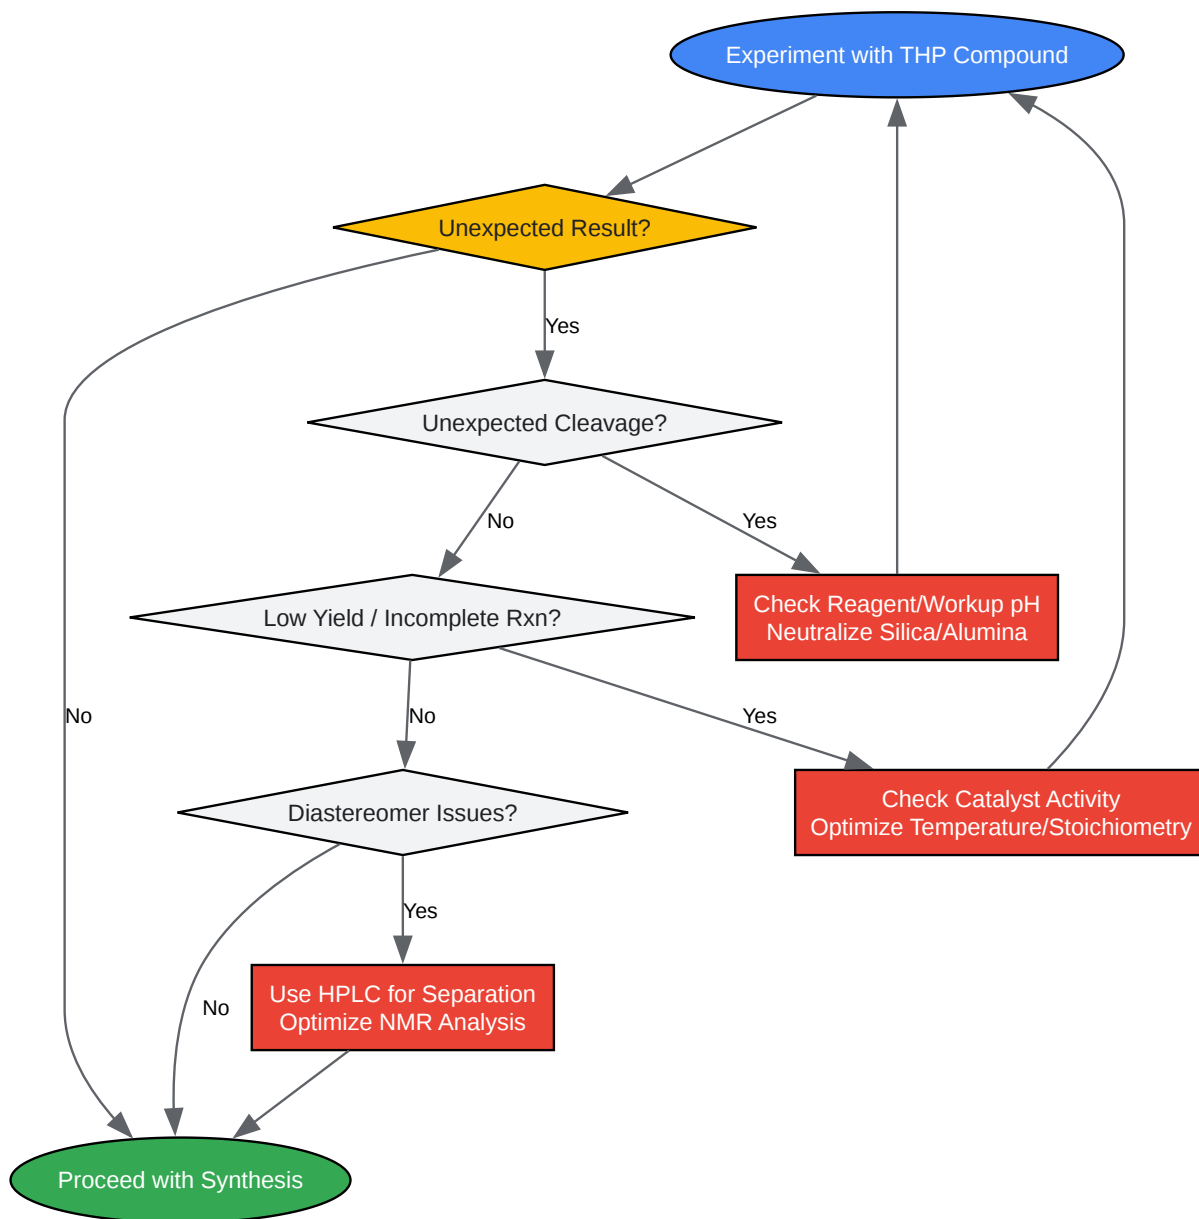 Experiment with THP Compound
Unexpected Result?
Yes
Unexpected Cleavage?
No
Yes
Check Reagent/Workup pH
Neutralize Silica/Alumina
Low Yield / Incomplete Rxn?
No
No
Yes
Check Catalyst Activity
Optimize Temperature/Stoichiometry
Diastereomer Issues?
Yes
No
Use HPLC for Separation
Optimize NMR Analysis
Proceed with Synthesis